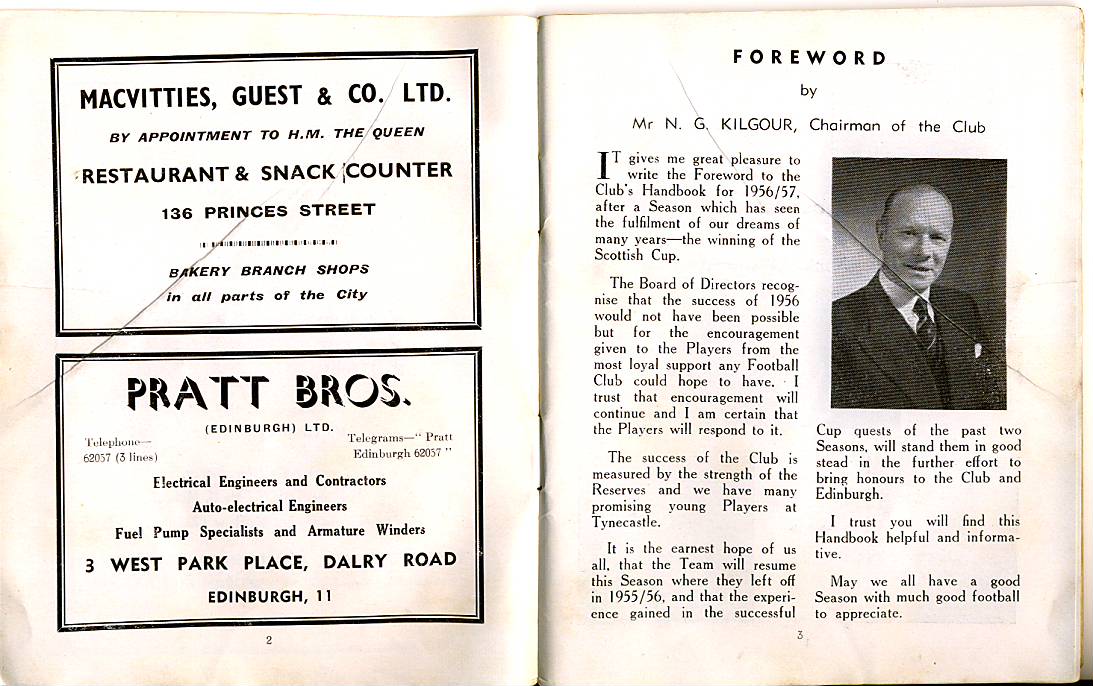 MACVITTIES, GUEST & CO. LTD.
BY APPOINTMENT TO H.M. THE QUEEN
RESTAURANT & SNACK COUNTER
136 PRINCES STREET
BAKERY BRANCH SHOPS
in all parts of the City
PRATT BROS.
(EDINBURGH) LTD.
Telephone—
62057 (3 lines)
Telegrams—" Pratt
Edinburgh 62057 "
Electrical Engineers and Contractors
Auto-electrical Engineers
Fuel Pump Specialists and Armature Winders
3 WEST PARK PLACE, DALRY ROAD
EDINBURGH, 11
2
FOREWORD
by
Mr N. G. KILGOUR, Chairman of the Club
IT gives me great pleasure to
write the Foreword to the
Club's Handbook for 1956/57,
after a Season which has seen
the fulfilment of our dreams of
many years—the winning of the
Scottish Cup.
The Board of Directors recog-
nise that the success of 1956
would not have been possible
but for the encouragement
given to the Players from the
most loyal support any Football
Club could hope to have. I
trust that encouragement will
continue and I am certain that
the Players will respond to it.
The success of the Club is
measured by the strength of the
Reserves and we have many
promising young Players at
Tynecastle.
It is the earnest hope of us
all, that the Team will resume
this Season where they left off
in 1955/56, and that the experi-
ence gained in the successful
Cup quests of the past two
Seasons, will stand them in good
stead in the further effort to
bring honours to the Club and
Edinburgh.
I trust you will find this
Handbook helpful and informa-
tive.
May we all have a good
Season with much good football
to appreciate.
3